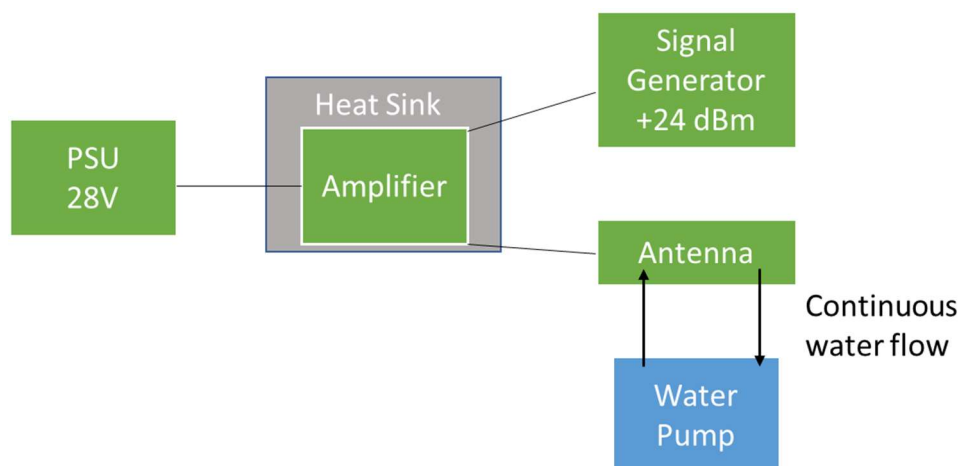 PSU
28V
Heat Sink
Amplifier
Signal
Generator
+24 dBm
Antenna
Continuous
water flow
Water
Pump